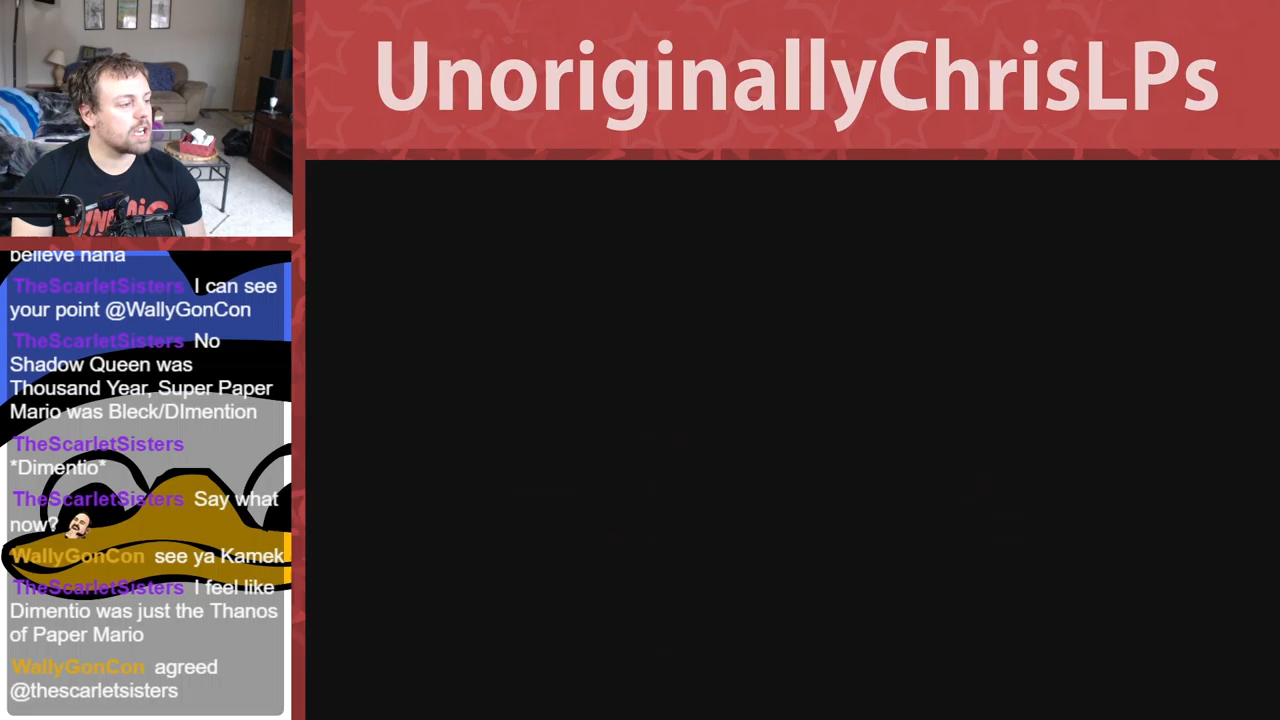 UnoriginallyChrisLPs
believe haha
TheScarletSisters I can see
your point @WallyGonCon
TheScarletSisters No
Shadow Queen was
Thousand Year, Super Paper
Mario was Bleck/DImention
TheScarletSisters
*Dimentio*
TheScarletSisters Say what
now?
WallyGonCon see ya Kamek
TheScarletSisters I feel like
Dimentio was just the Thanos
of Paper Mario
WallyGonCon agreed
@thescarletsisters